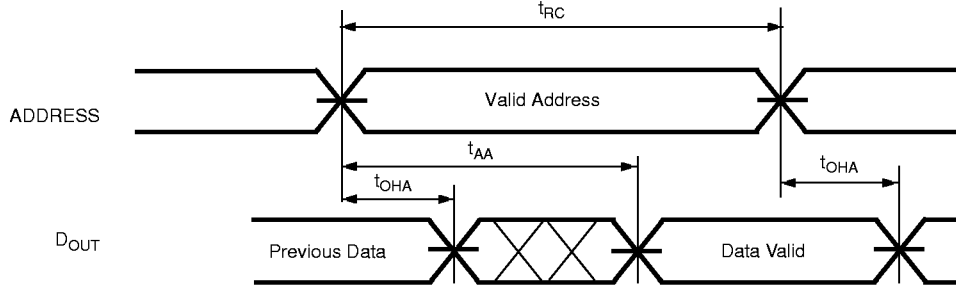 tRC
ADDRESS
Valid Address
tAA
tOHA
tOHA
DOUT
Previous Data
Data Valid